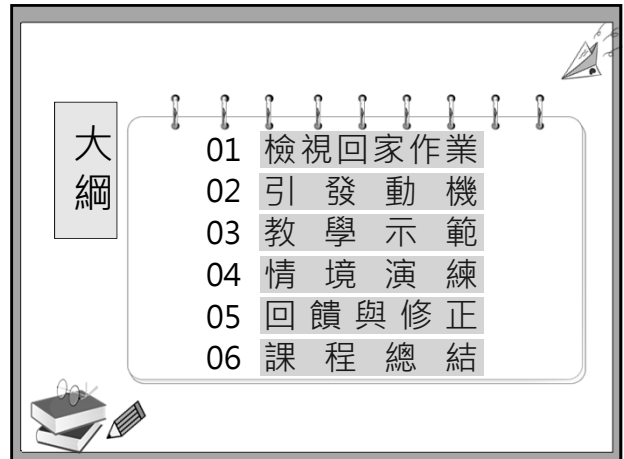 大綱
01 檢視回家作業
02 引發動機
03 教學示範
04 情境演練
05 回饋與修正
06 課程總結